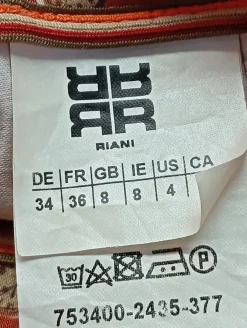 RIANI
DE FR GB IE US CA
34 36 8 8 4
30 P
753400-2435-377